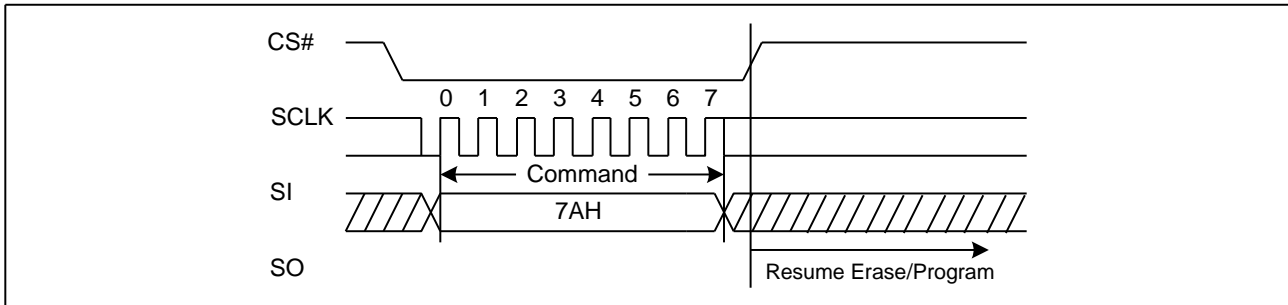 CS#
0 1 2 3 4 5 6 7
SCLK
Command
SI
7AH
SO
Resume Erase/Program